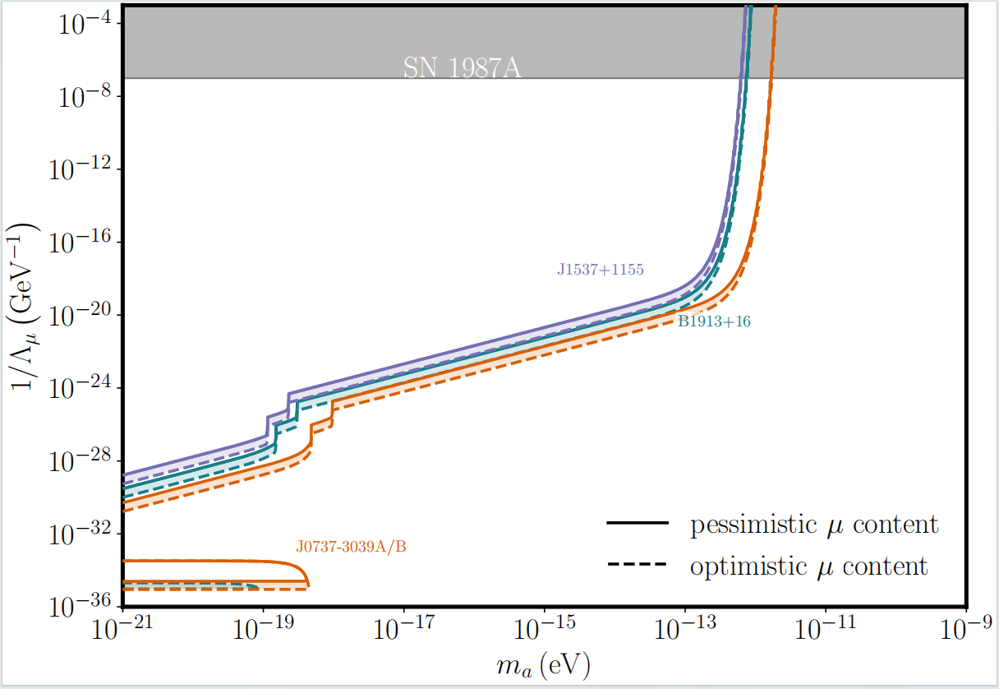 10⁻⁴
SN 1987A
10⁻⁸
10⁻¹²
10⁻¹⁶
J1537+1155
10⁻²⁰
B1913+16
1/Λ_μ (GeV⁻¹)
10⁻²⁴
10⁻²⁸
10⁻³²
pessimistic μ content
J0737-3039A/B
optimistic μ content
10⁻³⁶
10⁻²¹ 10⁻¹⁹ 10⁻¹⁷ 10⁻¹⁵ 10⁻¹³ 10⁻¹¹ 10⁻⁹
m_a (eV)